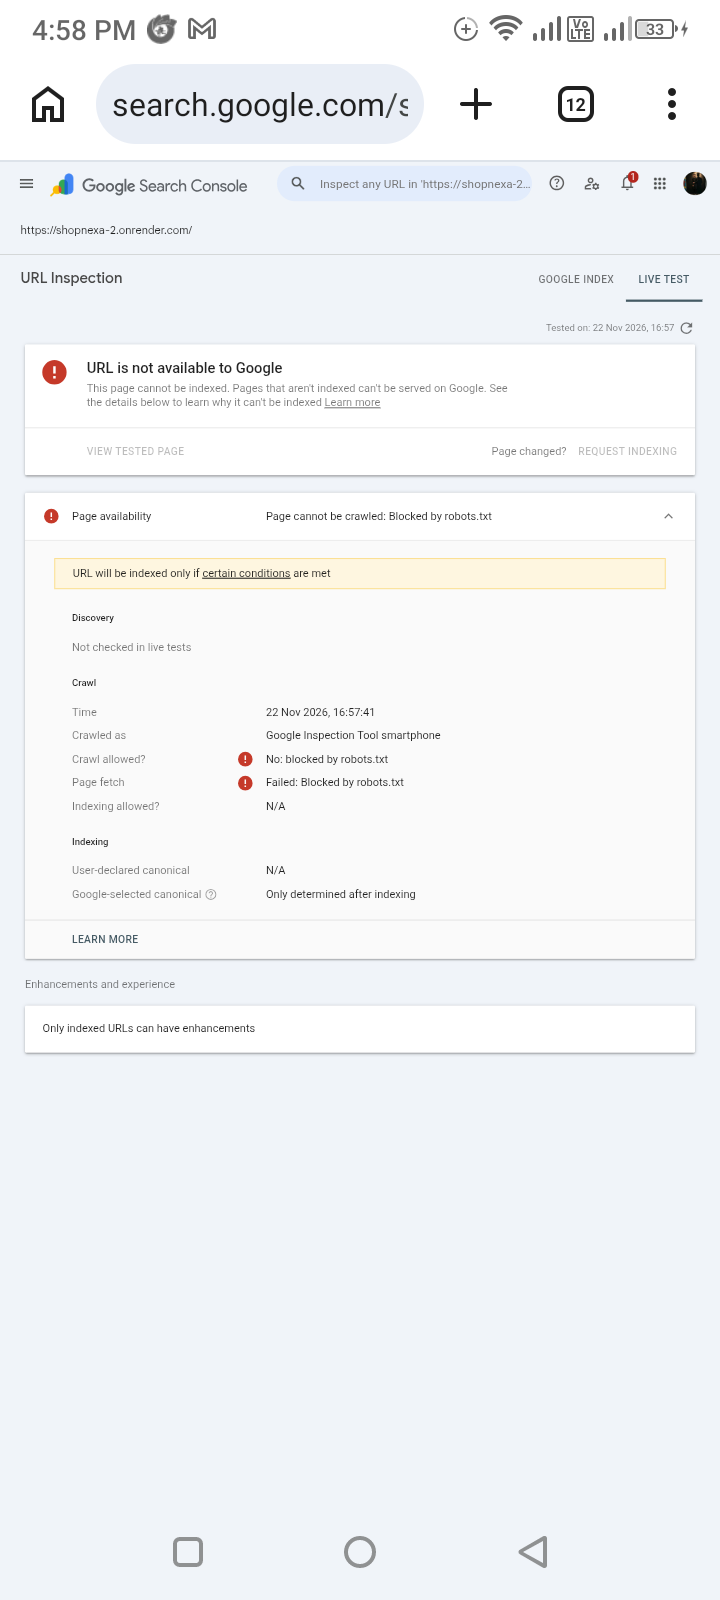 4:58 PM
Vo
LTE
33
search.google.com/s
12
Google Search Console
Inspect any URL in 'https://shopnexa-2...
1
https://shopnexa-2.onrender.com/
URL Inspection
GOOGLE INDEX
LIVE TEST
Tested on: 22 Nov 2026, 16:57
URL is not available to Google
This page cannot be indexed. Pages that aren't indexed can't be served on Google. See
the details below to learn why it can't be indexed Learn more
VIEW TESTED PAGE
Page changed?
REQUEST INDEXING
Page availability
Page cannot be crawled: Blocked by robots.txt
URL will be indexed only if certain conditions are met
Discovery
Not checked in live tests
Crawl
Time
22 Nov 2026, 16:57:41
Crawled as
Google Inspection Tool smartphone
Crawl allowed?
No: blocked by robots.txt
Page fetch
Failed: Blocked by robots.txt
Indexing allowed?
N/A
Indexing
User-declared canonical
N/A
Google-selected canonical
Only determined after indexing
LEARN MORE
Enhancements and experience
Only indexed URLs can have enhancements